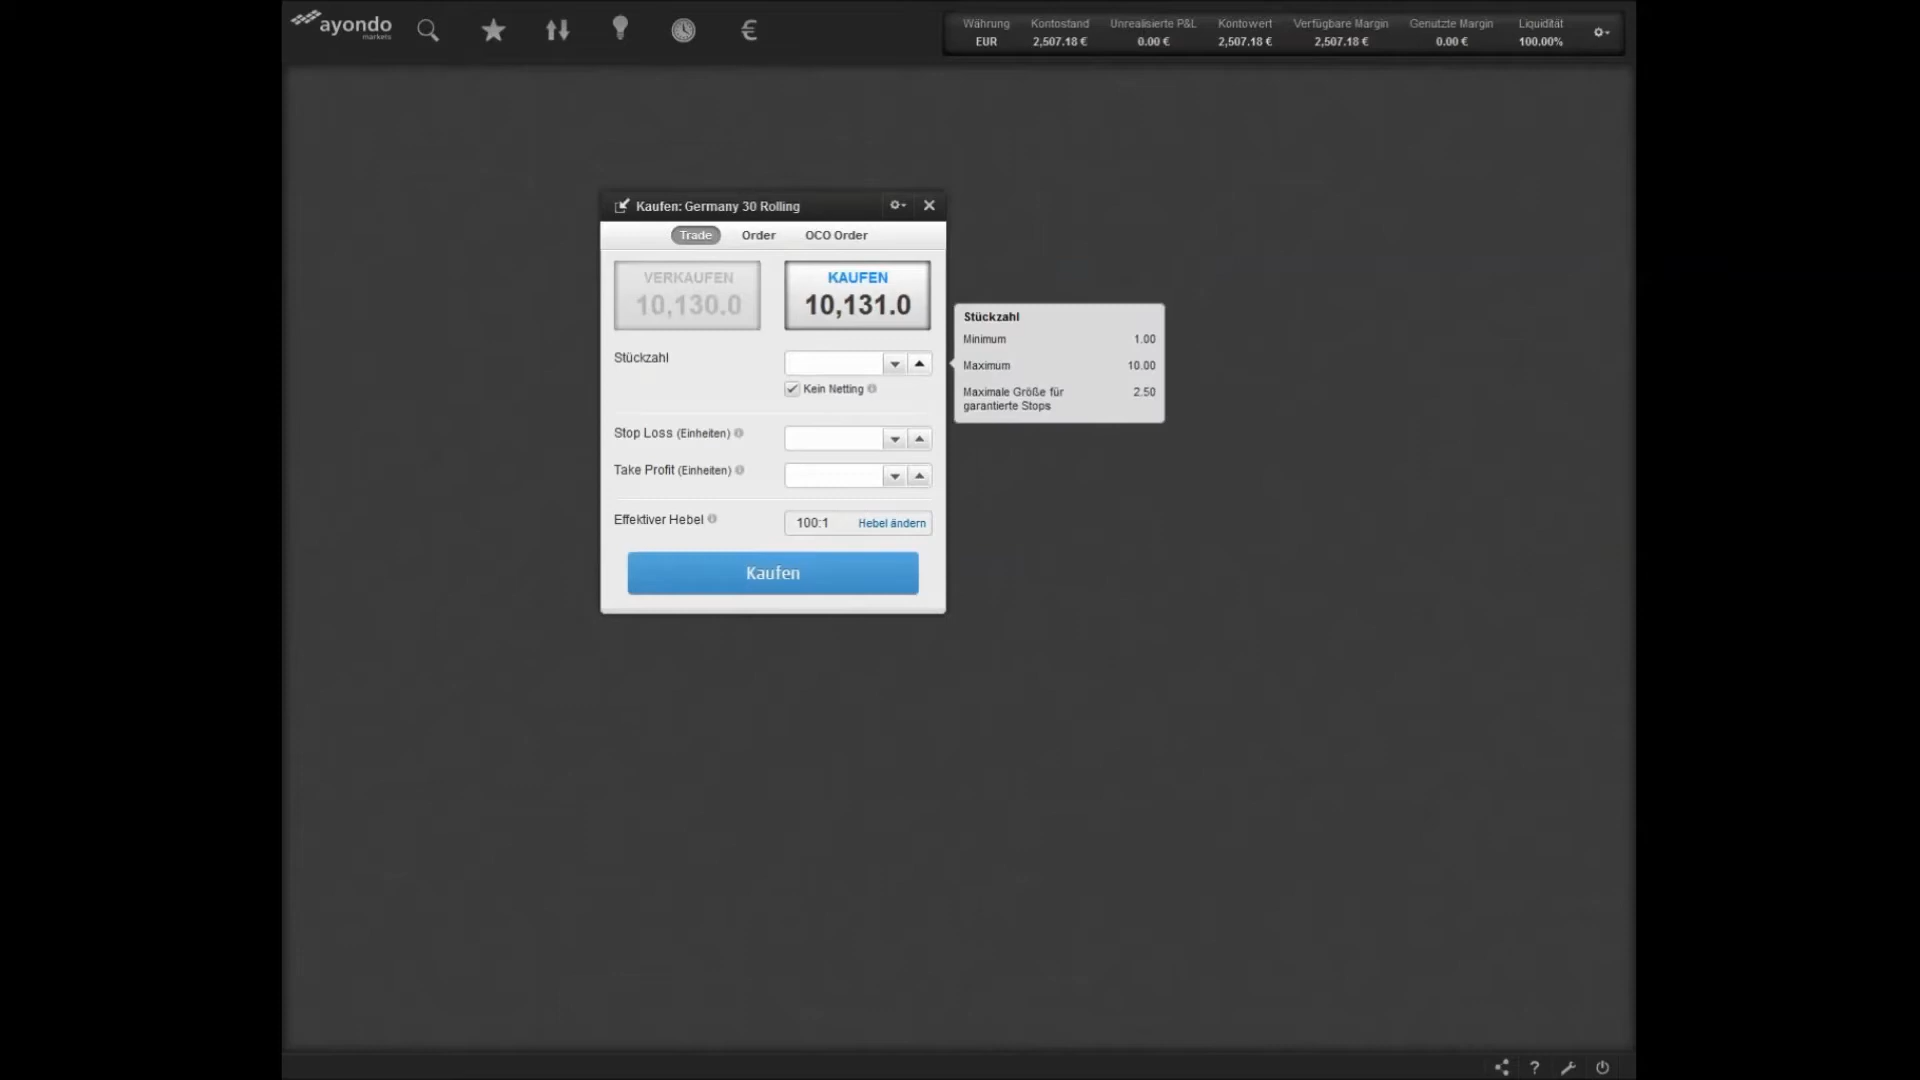 ayondo
markets
€
Währung Kontostand Unrealisierte P&L Kontowert Verfügbare Margin Genutzte Margin Liquidität
EUR 2,507.18 € 0.00 € 2,507.18 € 2,507.18 € 0.00 € 100.00%
Kaufen: Germany 30 Rolling
Trade Order OCO Order
VERKAUFEN KAUFEN
10,130.0 10,131.0
Stückzahl
Kein Netting
Stop Loss (Einheiten)
Take Profit (Einheiten)
Effektiver Hebel 100:1 Hebel ändern
Kaufen
Stückzahl
Minimum 1.00
Maximum 10.00
Maximale Größe für 2.50
garantierte Stops
?